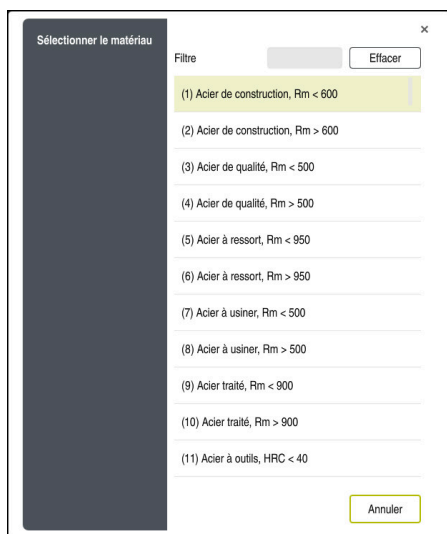 Sélectionner le matériau
×
Filtre
Effacer
(1) Acier de construction, Rm < 600
(2) Acier de construction, Rm > 600
(3) Acier de qualité, Rm < 500
(4) Acier de qualité, Rm > 500
(5) Acier à ressort, Rm < 950
(6) Acier à ressort, Rm > 950
(7) Acier à usiner, Rm < 500
(8) Acier à usiner, Rm > 500
(9) Acier traité, Rm < 900
(10) Acier traité, Rm > 900
(11) Acier à outils, HRC < 40
Annuler